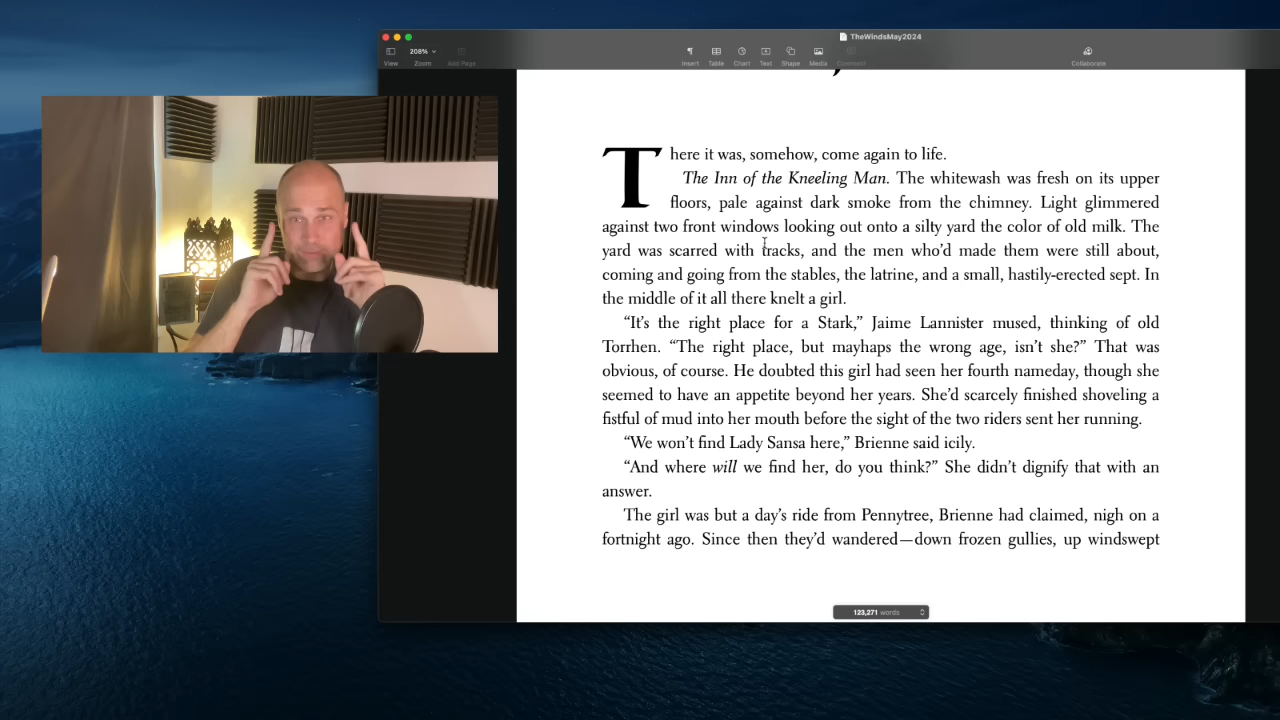 TheWindsMay2024
208%
View Zoom Add Page Insert Table Chart Text Shape Media Comment Collaborate
There it was, somehow, come again to life.
The Inn of the Kneeling Man. The whitewash was fresh on its upper
floors, pale against dark smoke from the chimney. Light glimmered
against two front windows looking out onto a silty yard the color of old milk. The
yard was scarred with tracks, and the men who’d made them were still about,
coming and going from the stables, the latrine, and a small, hastily-erected sept. In
the middle of it all there knelt a girl.
“It’s the right place for a Stark,” Jaime Lannister mused, thinking of old
Torrhen. “The right place, but mayhaps the wrong age, isn’t she?” That was
obvious, of course. He doubted this girl had seen her fourth nameday, though she
seemed to have an appetite beyond her years. She’d scarcely finished shoveling a
fistful of mud into her mouth before the sight of the two riders sent her running.
“We won’t find Lady Sansa here,” Brienne said icily.
“And where will we find her, do you think?” She didn’t dignify that with an
answer.
The girl was but a day’s ride from Pennytree, Brienne had claimed, nigh on a
fortnight ago. Since then they’d wandered—down frozen gullies, up windswept
123,271 words